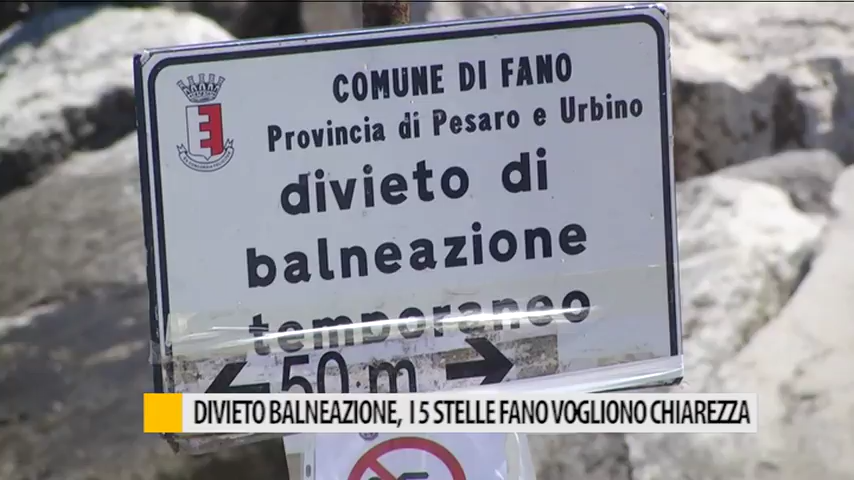 COMUNE DI FANO
Provincia di Pesaro e Urbino
divieto di
balneazione
temporaneo
50 m
DIVIETO BALNEAZIONE, I 5 STELLE FANO VOGLIONO CHIAREZZA